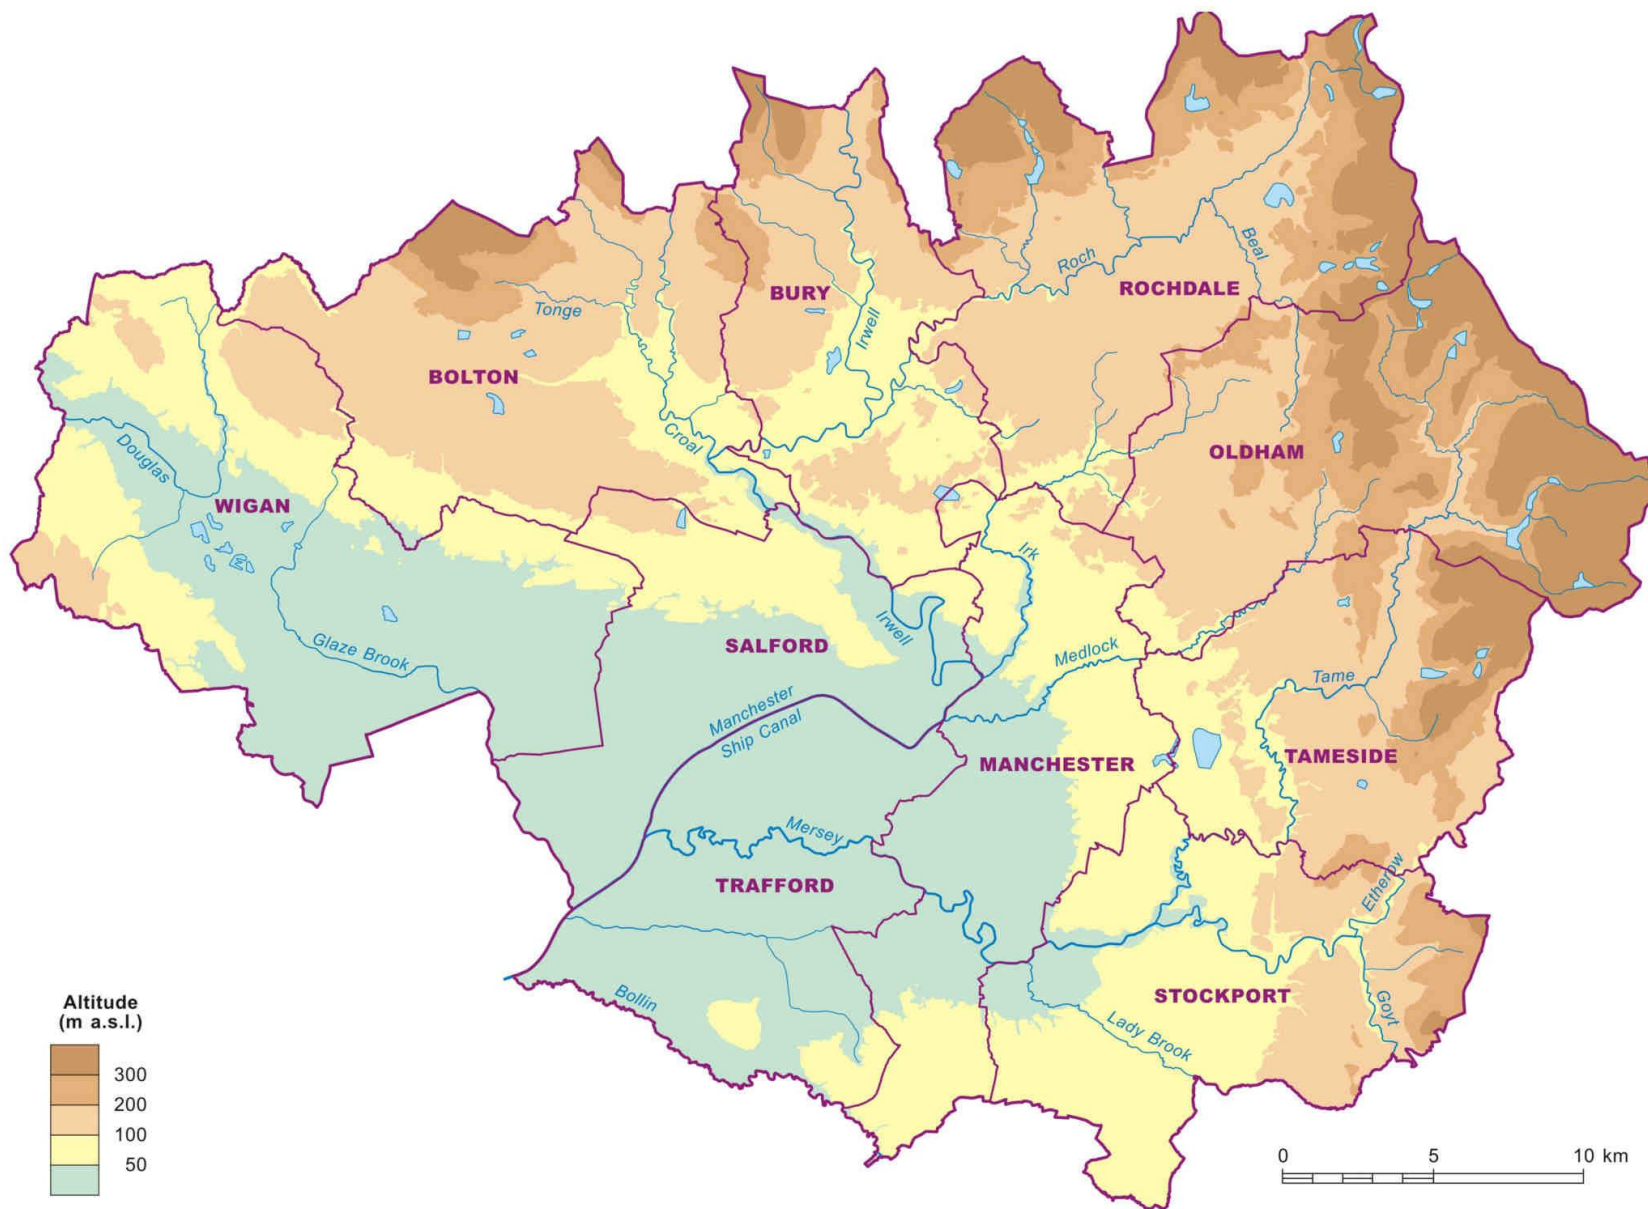 Roch
Beal
ROCHDALE
BURY
Tonge
Irwell
BOLTON
Croal
OLDHAM
Douglas
WIGAN
Irk
Glaze Brook
SALFORD
Irwell
Medlock
Tame
Manchester
Ship Canal
MANCHESTER
TAMESIDE
Mersey
TRAFFORD
Etherow
Bollin
STOCKPORT
Goyt
Lady Brook
Altitude
(m a.s.l.)
300
200
100
50
0 5 10 km